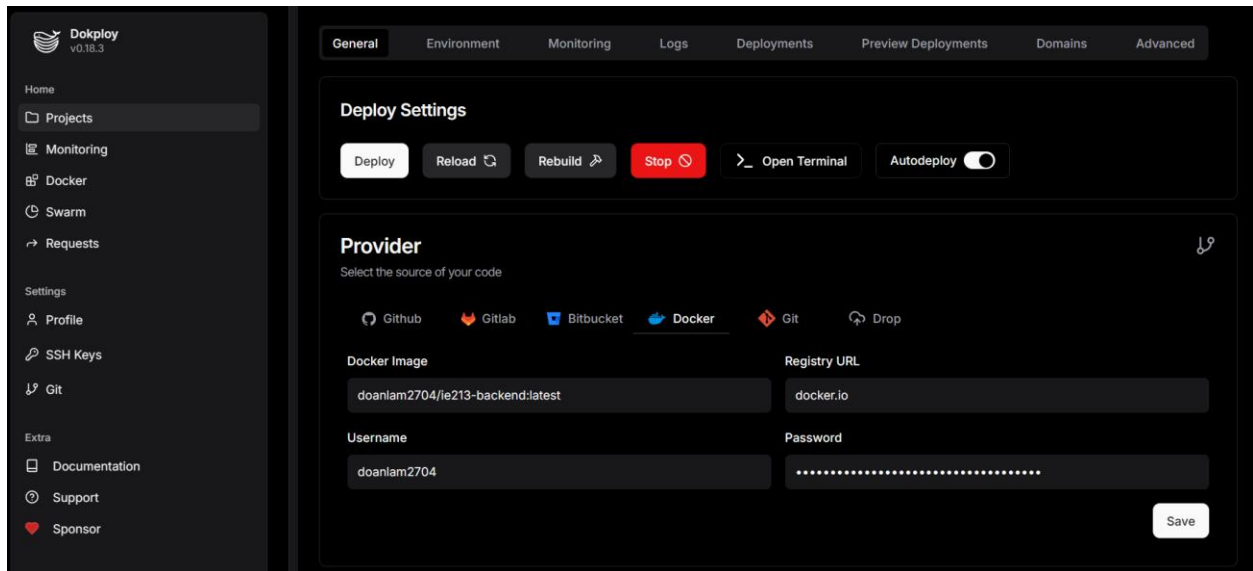 Dokploy
v0.18.3
Home
Projects
Monitoring
Docker
Swarm
Requests
Settings
Profile
SSH Keys
Git
Extra
Documentation
Support
Sponsor
General Environment Monitoring Logs Deployments Preview Deployments Domains Advanced
Deploy Settings
Deploy Reload Rebuild Stop Open Terminal Autodeploy
Provider
Select the source of your code
Github Gitlab Bitbucket Docker Git Drop
Docker Image Registry URL
doanlam2704/ie213-backend:latest docker.io
Username Password
doanlam2704 ••••••••••••••••••••••••••••••••••••
Save